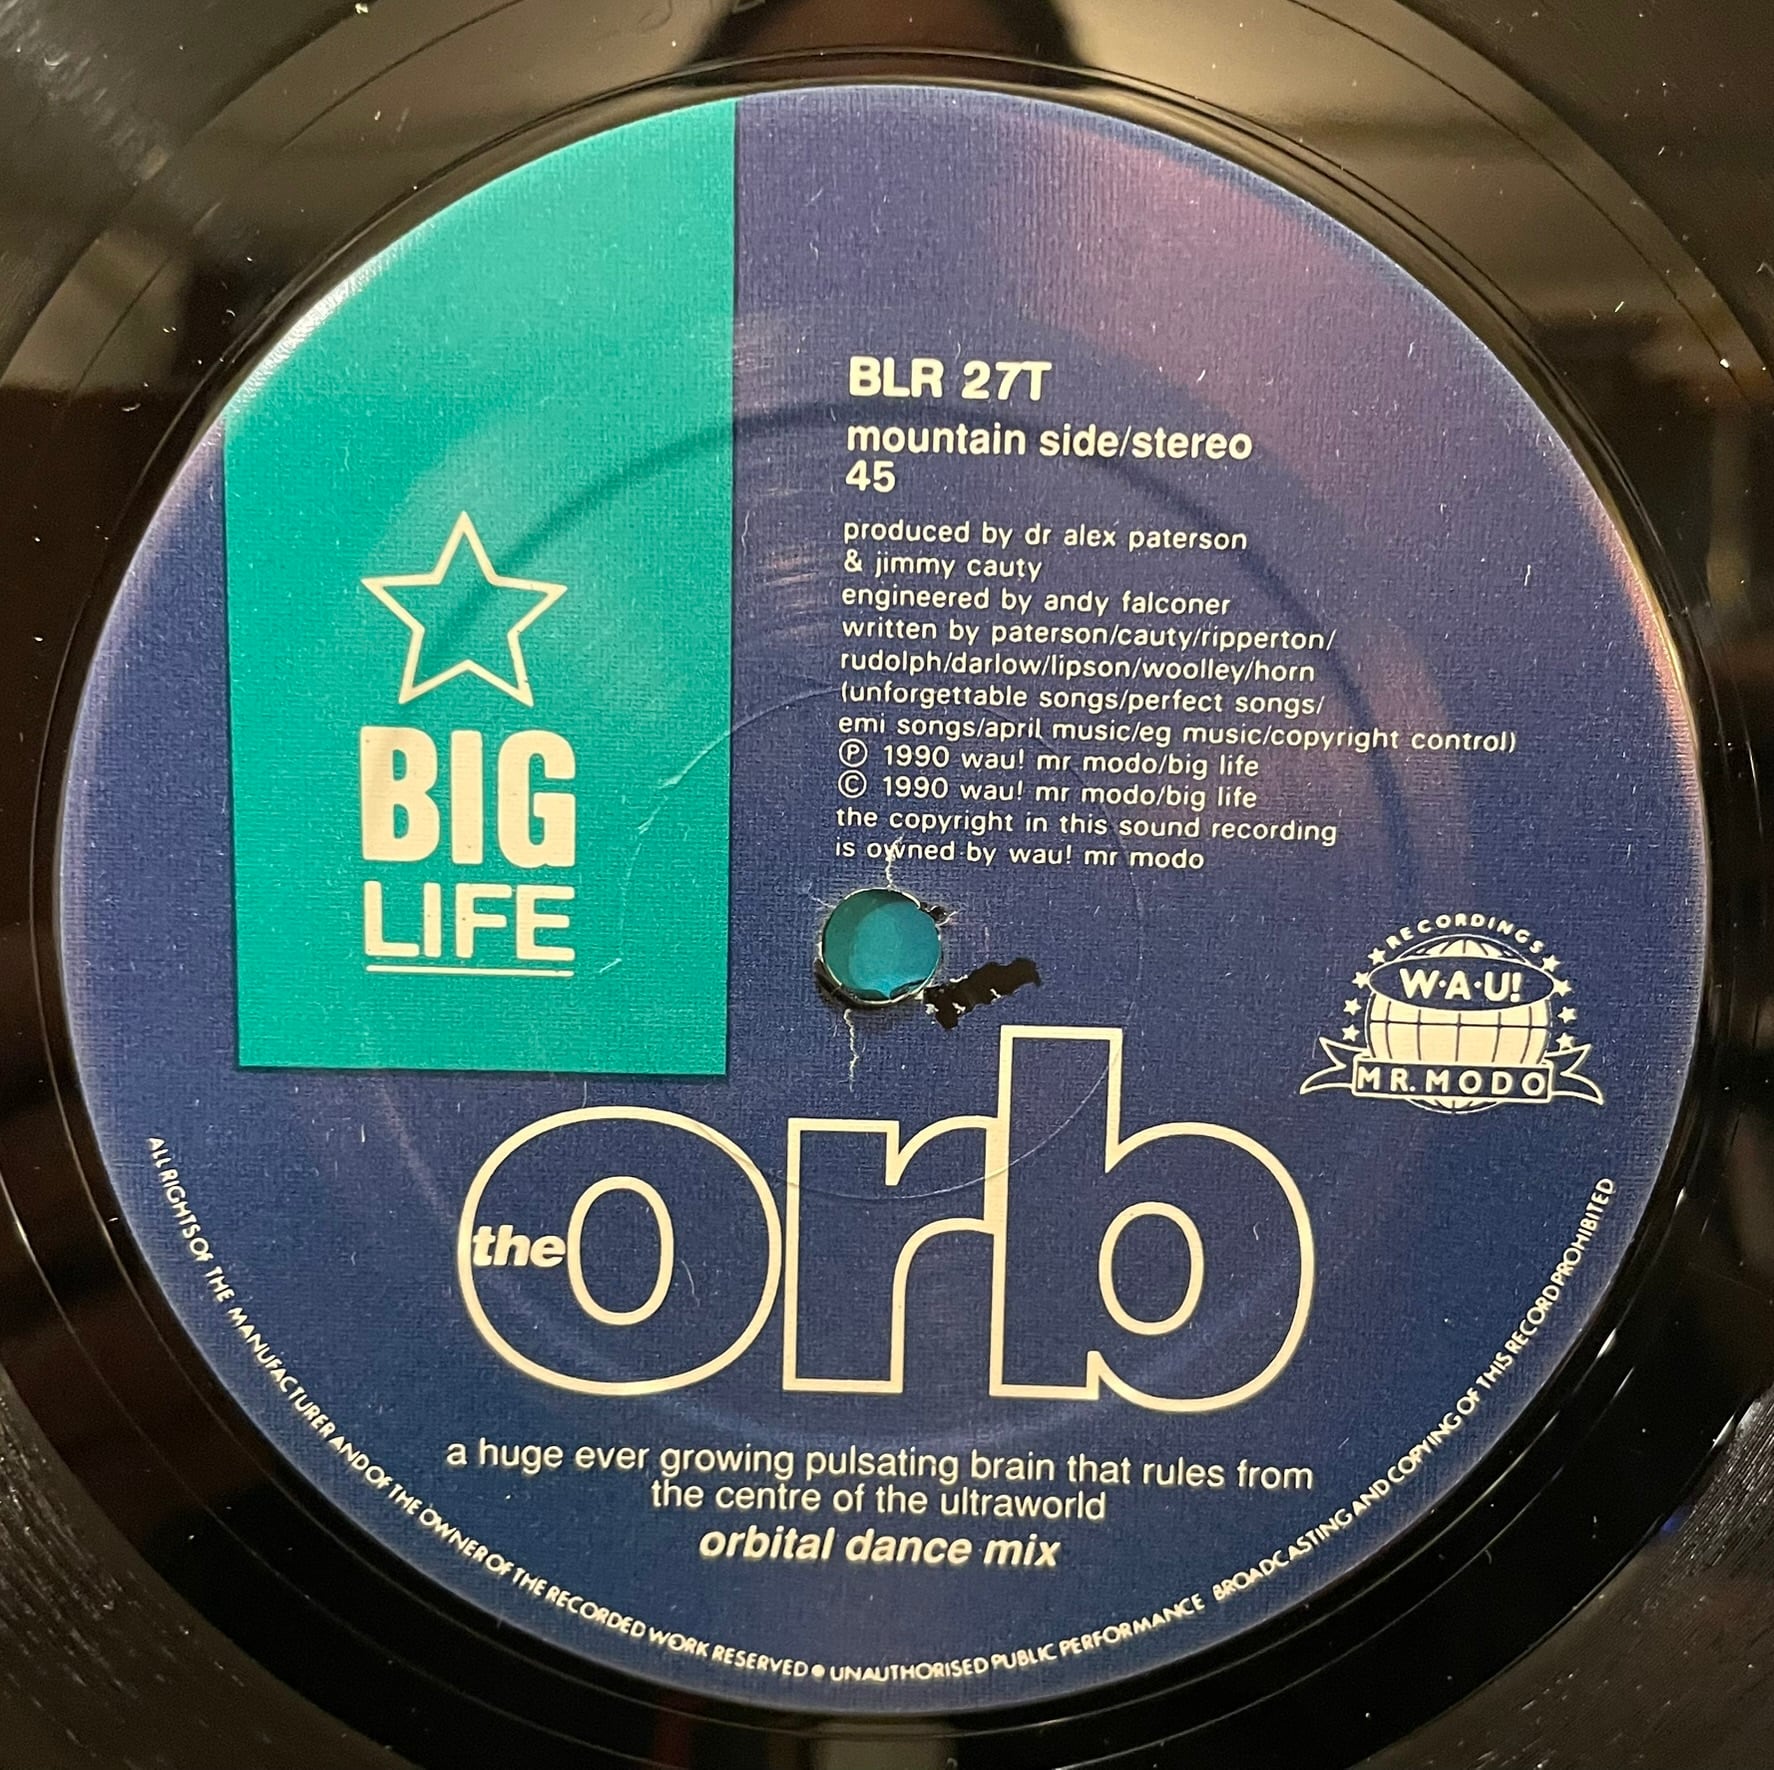 BLR 27T
mountain side/stereo
45
produced by dr alex paterson
& jimmy cauty
engineered by andy falconer
written by paterson/cauty/ripperton/
rudolph/darlow/lipson/woolley/horn
(unforgettable songs/perfect songs/
emi songs/april music/eg music/copyright control)
Ⓟ 1990 wau! mr modo/big life
© 1990 wau! mr modo/big life
the copyright in this sound recording
is owned by wau! mr modo
BIG
LIFE
RECORDINGS
W·A·U!
MR. MODO
the orb
a huge ever growing pulsating brain that rules from
the centre of the ultraworld
orbital dance mix
ALL RIGHTS OF THE MANUFACTURER AND OF THE OWNER OF THE RECORDED WORK RESERVED ● UNAUTHORISED PUBLIC PERFORMANCE BROADCASTING AND COPYING OF THIS RECORD PROHIBITED